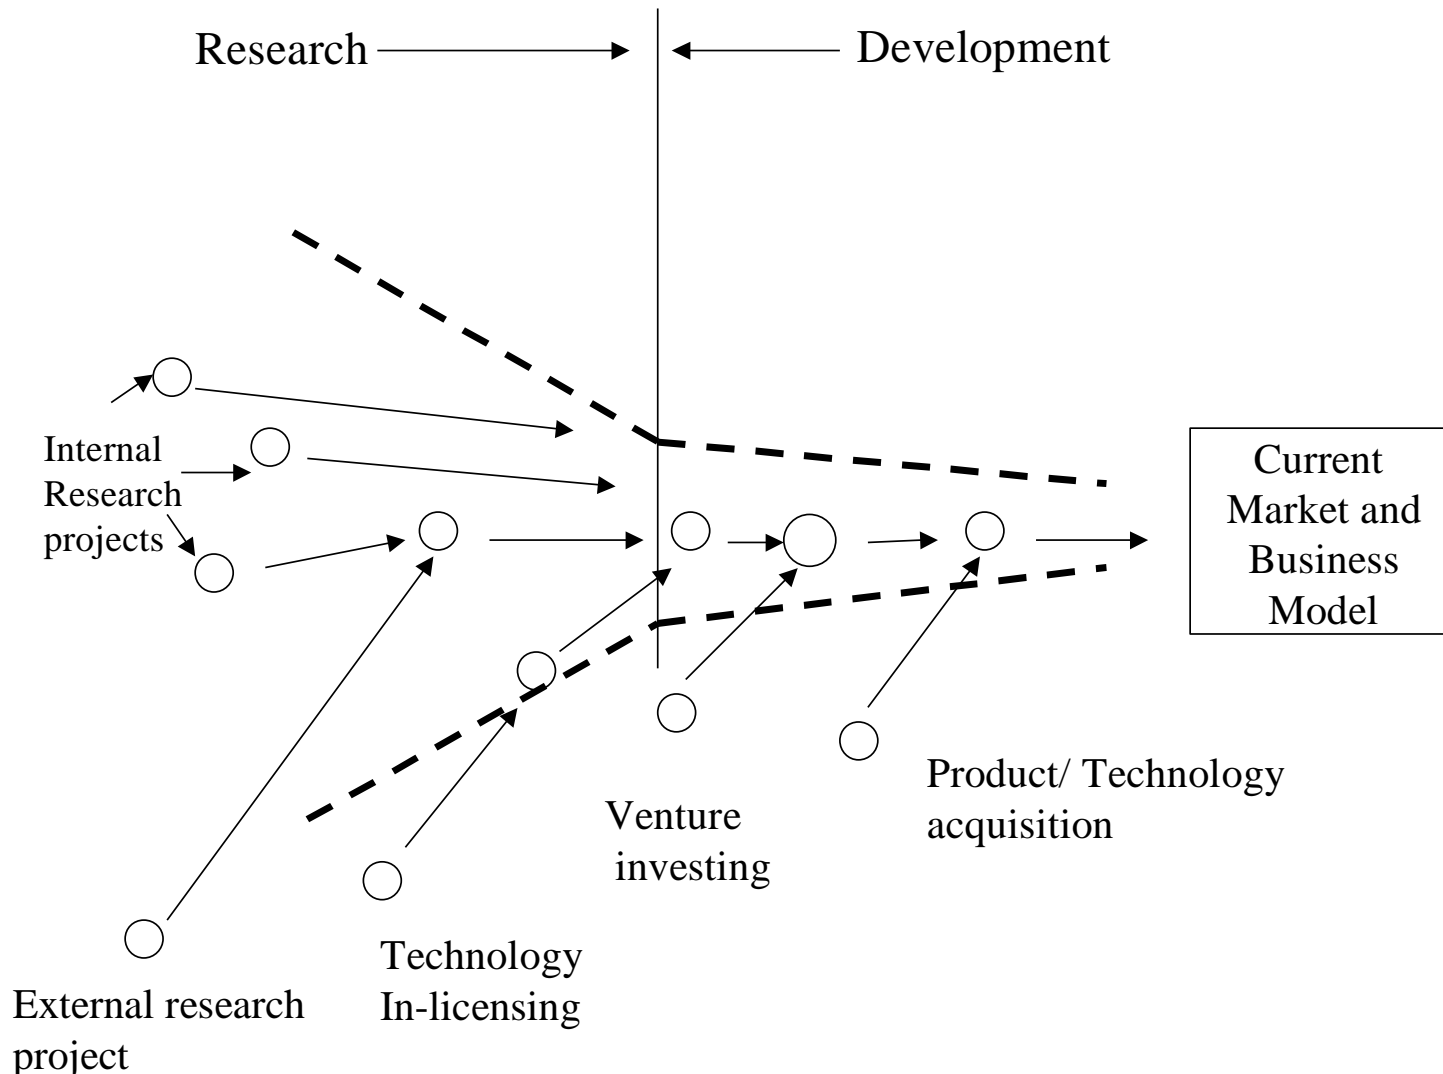 Research
Development
Internal
Research
projects
Current
Market and
Business
Model
Product/ Technology
acquisition
Venture
investing
Technology
In-licensing
External research
project